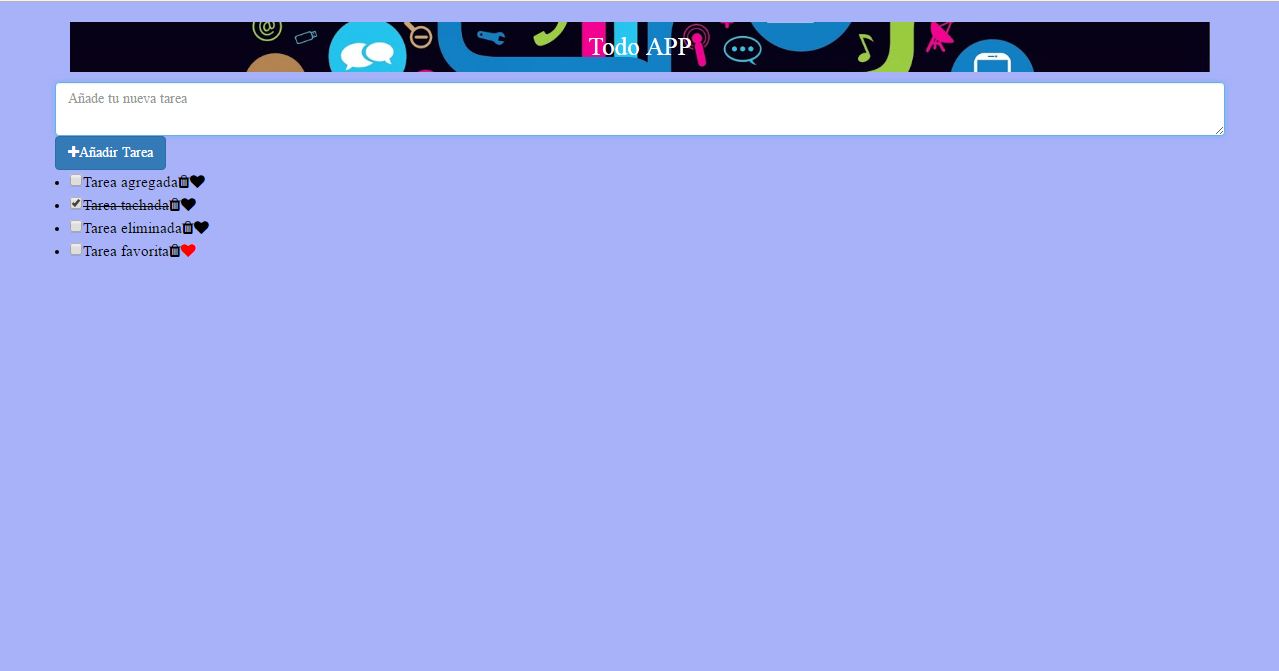 Todo APP
Añade tu nueva tarea
Añadir Tarea
Tarea agregada
Tarea tachada
Tarea eliminada
Tarea favorita